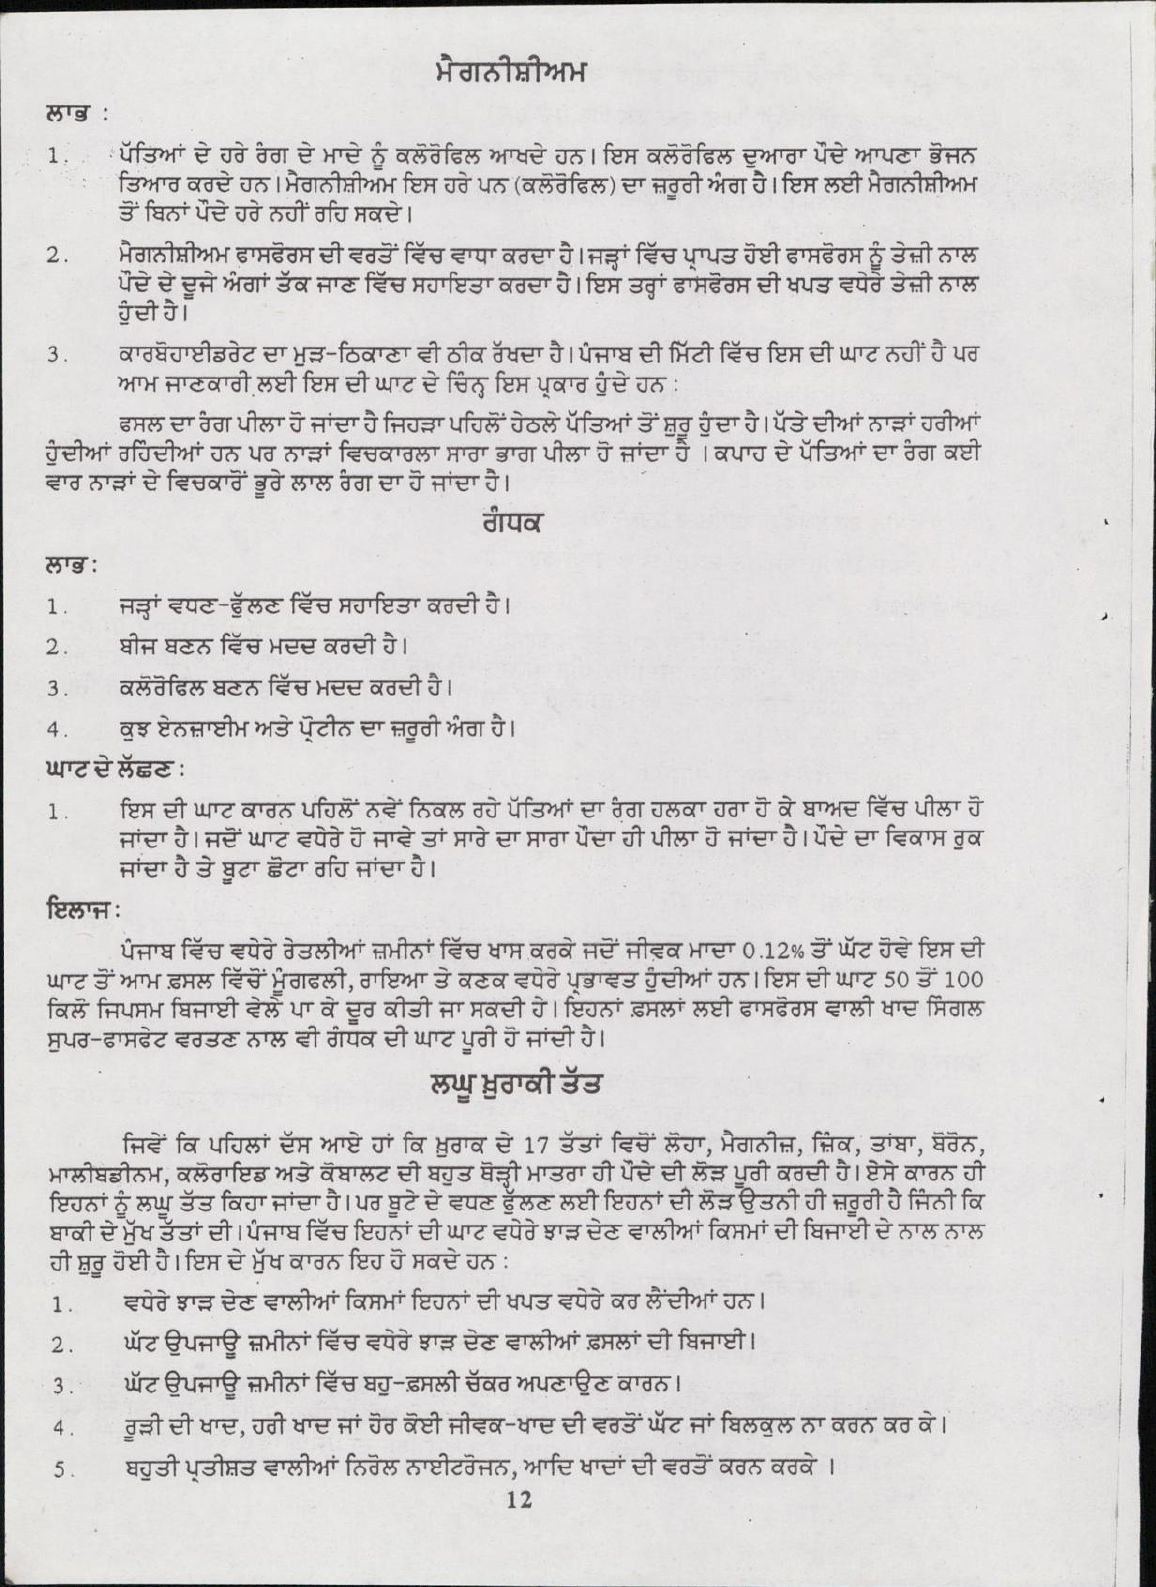 ਮੈਗਨੀਸ਼ੀਅਮ
ਲਾਭ :
1. ਪੱਤਿਆਂ ਦੇ ਹਰੇ ਰੰਗ ਦੇ ਮਾਦੇ ਨੂੰ ਕਲੋਰੋਫਿਲ ਆਖਦੇ ਹਨ। ਇਸ ਕਲੋਰੋਫਿਲ ਦੁਆਰਾ ਪੌਦੇ ਆਪਣਾ ਭੋਜਨ
ਤਿਆਰ ਕਰਦੇ ਹਨ। ਮੈਗਨੀਸ਼ੀਅਮ ਇਸ ਹਰੇ ਪਨ (ਕਲੋਰੋਫਿਲ) ਦਾ ਜ਼ਰੂਰੀ ਅੰਗ ਹੈ। ਇਸ ਲਈ ਮੈਗਨੀਸ਼ੀਅਮ
ਤੋਂ ਬਿਨਾਂ ਪੌਦੇ ਹਰੇ ਨਹੀਂ ਰਹਿ ਸਕਦੇ।
2. ਮੈਗਨੀਸ਼ੀਅਮ ਫਾਸਫੋਰਸ ਦੀ ਵਰਤੋਂ ਵਿੱਚ ਵਾਧਾ ਕਰਦਾ ਹੈ। ਜੜ੍ਹਾਂ ਵਿੱਚ ਪ੍ਰਾਪਤ ਹੋਈ ਫਾਸਫੋਰਸ ਨੂੰ ਤੇਜ਼ੀ ਨਾਲ
ਪੌਦੇ ਦੇ ਦੂਜੇ ਅੰਗਾਂ ਤੱਕ ਜਾਣ ਵਿੱਚ ਸਹਾਇਤਾ ਕਰਦਾ ਹੈ। ਇਸ ਤਰ੍ਹਾਂ ਫਾਸਫੋਰਸ ਦੀ ਖਪਤ ਵਧੇਰੇ ਤੇਜ਼ੀ ਨਾਲ
ਹੁੰਦੀ ਹੈ।
3. ਕਾਰਬੋਹਾਈਡਰੇਟ ਦਾ ਮੁੜ-ਠਿਕਾਣਾ ਵੀ ਠੀਕ ਰੱਖਦਾ ਹੈ। ਪੰਜਾਬ ਦੀ ਮਿੱਟੀ ਵਿੱਚ ਇਸ ਦੀ ਘਾਟ ਨਹੀਂ ਹੈ ਪਰ
ਆਮ ਜਾਣਕਾਰੀ ਲਈ ਇਸ ਦੀ ਘਾਟ ਦੇ ਚਿੰਨ੍ਹ ਇਸ ਪ੍ਰਕਾਰ ਹੁੰਦੇ ਹਨ :
ਫਸਲ ਦਾ ਰੰਗ ਪੀਲਾ ਹੋ ਜਾਂਦਾ ਹੈ ਜਿਹੜਾ ਪਹਿਲੋਂ ਹੇਠਲੇ ਪੱਤਿਆਂ ਤੋਂ ਸ਼ੁਰੂ ਹੁੰਦਾ ਹੈ। ਪੱਤੇ ਦੀਆਂ ਨਾੜਾਂ ਹਰੀਆਂ
ਹੁੰਦੀਆਂ ਰਹਿੰਦੀਆਂ ਹਨ ਪਰ ਨਾੜਾਂ ਵਿਚਕਾਰਲਾ ਸਾਰਾ ਭਾਗ ਪੀਲਾ ਹੋ ਜਾਂਦਾ ਹੈ । ਕਪਾਹ ਦੇ ਪੱਤਿਆਂ ਦਾ ਰੰਗ ਕਈ
ਵਾਰ ਨਾੜਾਂ ਦੇ ਵਿਚਕਾਰੋਂ ਭੂਰੇ ਲਾਲ ਰੰਗ ਦਾ ਹੋ ਜਾਂਦਾ ਹੈ।
ਗੰਧਕ
ਲਾਭ :
1. ਜੜ੍ਹਾਂ ਵਧਣ-ਫੁੱਲਣ ਵਿੱਚ ਸਹਾਇਤਾ ਕਰਦੀ ਹੈ।
2. ਬੀਜ ਬਣਨ ਵਿੱਚ ਮਦਦ ਕਰਦੀ ਹੈ।
3. ਕਲੋਰੋਫਿਲ ਬਣਨ ਵਿੱਚ ਮਦਦ ਕਰਦੀ ਹੈ।
4. ਕੁਝ ਏਨਜ਼ਾਈਮ ਅਤੇ ਪ੍ਰੋਟੀਨ ਦਾ ਜ਼ਰੂਰੀ ਅੰਗ ਹੈ।
ਘਾਟ ਦੇ ਲੱਛਣ :
1. ਇਸ ਦੀ ਘਾਟ ਕਾਰਨ ਪਹਿਲੋਂ ਨਵੇਂ ਨਿਕਲ ਰਹੇ ਪੱਤਿਆਂ ਦਾ ਰੰਗ ਹਲਕਾ ਹਰਾ ਹੋ ਕੇ ਬਾਅਦ ਵਿੱਚ ਪੀਲਾ ਹੋ
ਜਾਂਦਾ ਹੈ। ਜਦੋਂ ਘਾਟ ਵਧੇਰੇ ਹੋ ਜਾਵੇ ਤਾਂ ਸਾਰੇ ਦਾ ਸਾਰਾ ਪੌਦਾ ਹੀ ਪੀਲਾ ਹੋ ਜਾਂਦਾ ਹੈ। ਪੌਦੇ ਦਾ ਵਿਕਾਸ ਰੁਕ
ਜਾਂਦਾ ਹੈ ਤੇ ਬੂਟਾ ਛੋਟਾ ਰਹਿ ਜਾਂਦਾ ਹੈ।
ਇਲਾਜ :
ਪੰਜਾਬ ਵਿੱਚ ਵਧੇਰੇ ਰੇਤਲੀਆਂ ਜ਼ਮੀਨਾਂ ਵਿੱਚ ਖਾਸ ਕਰਕੇ ਜਦੋਂ ਜੀਵਕ ਮਾਦਾ 0.12% ਤੋਂ ਘੱਟ ਹੋਵੇ ਇਸ ਦੀ
ਘਾਟ ਤੋਂ ਆਮ ਫ਼ਸਲ ਵਿੱਚੋਂ ਮੂੰਗਫਲੀ, ਰਾਇਆ ਤੇ ਕਣਕ ਵਧੇਰੇ ਪ੍ਰਭਾਵਤ ਹੁੰਦੀਆਂ ਹਨ। ਇਸ ਦੀ ਘਾਟ 50 ਤੋਂ 100
ਕਿਲੋ ਜਿਪਸਮ ਬਿਜਾਈ ਵੇਲੇ ਪਾ ਕੇ ਦੂਰ ਕੀਤੀ ਜਾ ਸਕਦੀ ਹੇ। ਇਹਨਾਂ ਫ਼ਸਲਾਂ ਲਈ ਫਾਸਫੋਰਸ ਵਾਲੀ ਖਾਦ ਸਿੰਗਲ
ਸੁਪਰ-ਫਾਸਫੇਟ ਵਰਤਣ ਨਾਲ ਵੀ ਗੰਧਕ ਦੀ ਘਾਟ ਪੂਰੀ ਹੋ ਜਾਂਦੀ ਹੈ।
ਲਘੂ ਖ਼ੁਰਾਕੀ ਤੱਤ
ਜਿਵੇਂ ਕਿ ਪਹਿਲਾਂ ਦੱਸ ਆਏ ਹਾਂ ਕਿ ਖ਼ੁਰਾਕ ਦੇ 17 ਤੱਤਾਂ ਵਿਚੋਂ ਲੋਹਾ, ਮੈਗਨੀਜ਼, ਜ਼ਿੰਕ, ਤਾਂਬਾ, ਬੋਰੋਨ,
ਮਾਲੀਬਡੀਨਮ, ਕਲੋਰਾਇਡ ਅਤੇ ਕੋਬਾਲਟ ਦੀ ਬਹੁਤ ਥੋੜ੍ਹੀ ਮਾਤਰਾ ਹੀ ਪੌਦੇ ਦੀ ਲੋੜ ਪੂਰੀ ਕਰਦੀ ਹੈ। ਏਸੇ ਕਾਰਨ ਹੀ
ਇਹਨਾਂ ਨੂੰ ਲਘੂ ਤੱਤ ਕਿਹਾ ਜਾਂਦਾ ਹੈ। ਪਰ ਬੂਟੇ ਦੇ ਵਧਣ ਫੁੱਲਣ ਲਈ ਇਹਨਾਂ ਦੀ ਲੋੜ ਉਤਨੀ ਹੀ ਜ਼ਰੂਰੀ ਹੈ ਜਿੰਨੀ ਕਿ
ਬਾਕੀ ਦੇ ਮੁੱਖ ਤੱਤਾਂ ਦੀ। ਪੰਜਾਬ ਵਿੱਚ ਇਹਨਾਂ ਦੀ ਘਾਟ ਵਧੇਰੇ ਝਾੜ ਦੇਣ ਵਾਲੀਆਂ ਕਿਸਮਾਂ ਦੀ ਬਿਜਾਈ ਦੇ ਨਾਲ ਨਾਲ
ਹੀ ਸ਼ੁਰੂ ਹੋਈ ਹੈ। ਇਸ ਦੇ ਮੁੱਖ ਕਾਰਨ ਇਹ ਹੋ ਸਕਦੇ ਹਨ :
1. ਵਧੇਰੇ ਝਾੜ ਦੇਣ ਵਾਲੀਆਂ ਕਿਸਮਾਂ ਇਹਨਾਂ ਦੀ ਖਪਤ ਵਧੇਰੇ ਕਰ ਲੈਂਦੀਆਂ ਹਨ।
2. ਘੱਟ ਉਪਜਾਊ ਜ਼ਮੀਨਾਂ ਵਿੱਚ ਵਧੇਰੇ ਝਾੜ ਦੇਣ ਵਾਲੀਆਂ ਫ਼ਸਲਾਂ ਦੀ ਬਿਜਾਈ।
3. ਘੱਟ ਉਪਜਾਊ ਜ਼ਮੀਨਾਂ ਵਿੱਚ ਬਹੁ-ਫ਼ਸਲੀ ਚੱਕਰ ਅਪਣਾਉਣ ਕਾਰਨ।
4. ਰੂੜੀ ਦੀ ਖਾਦ, ਹਰੀ ਖਾਦ ਜਾਂ ਹੋਰ ਕੋਈ ਜੀਵਕ-ਖਾਦ ਦੀ ਵਰਤੋਂ ਘੱਟ ਜਾਂ ਬਿਲਕੁਲ ਨਾ ਕਰਨ ਕਰ ਕੇ।
5. ਬਹੁਤੀ ਪ੍ਰਤੀਸ਼ਤ ਵਾਲੀਆਂ ਨਿਰੋਲ ਨਾਈਟਰੋਜਨ, ਆਦਿ ਖਾਦਾਂ ਦੀ ਵਰਤੋਂ ਕਰਨ ਕਰਕੇ ।
12